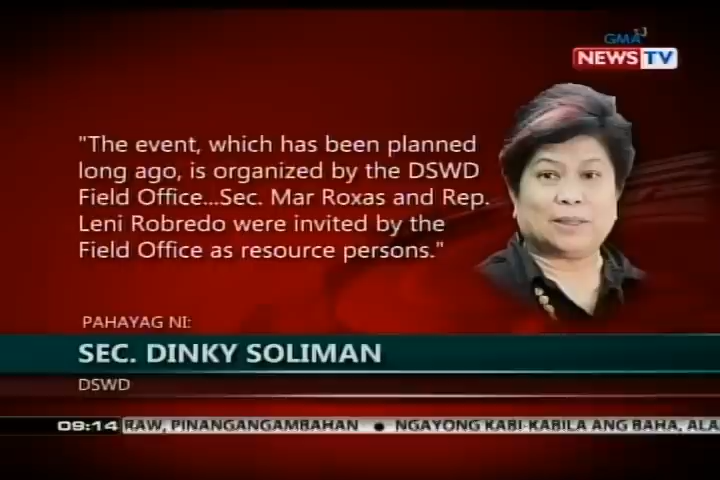 GMA
NEWS TV
"The event, which has been planned
long ago, is organized by the DSWD
Field Office...Sec. Mar Roxas and Rep.
Leni Robredo were invited by the
Field Office as resource persons."
PAHAYAG NI:
SEC. DINKY SOLIMAN
DSWD
09:14 RAW, PINANGANGAMBAHAN ● NGAYONG KABI-KABILA ANG BAHA, ALA